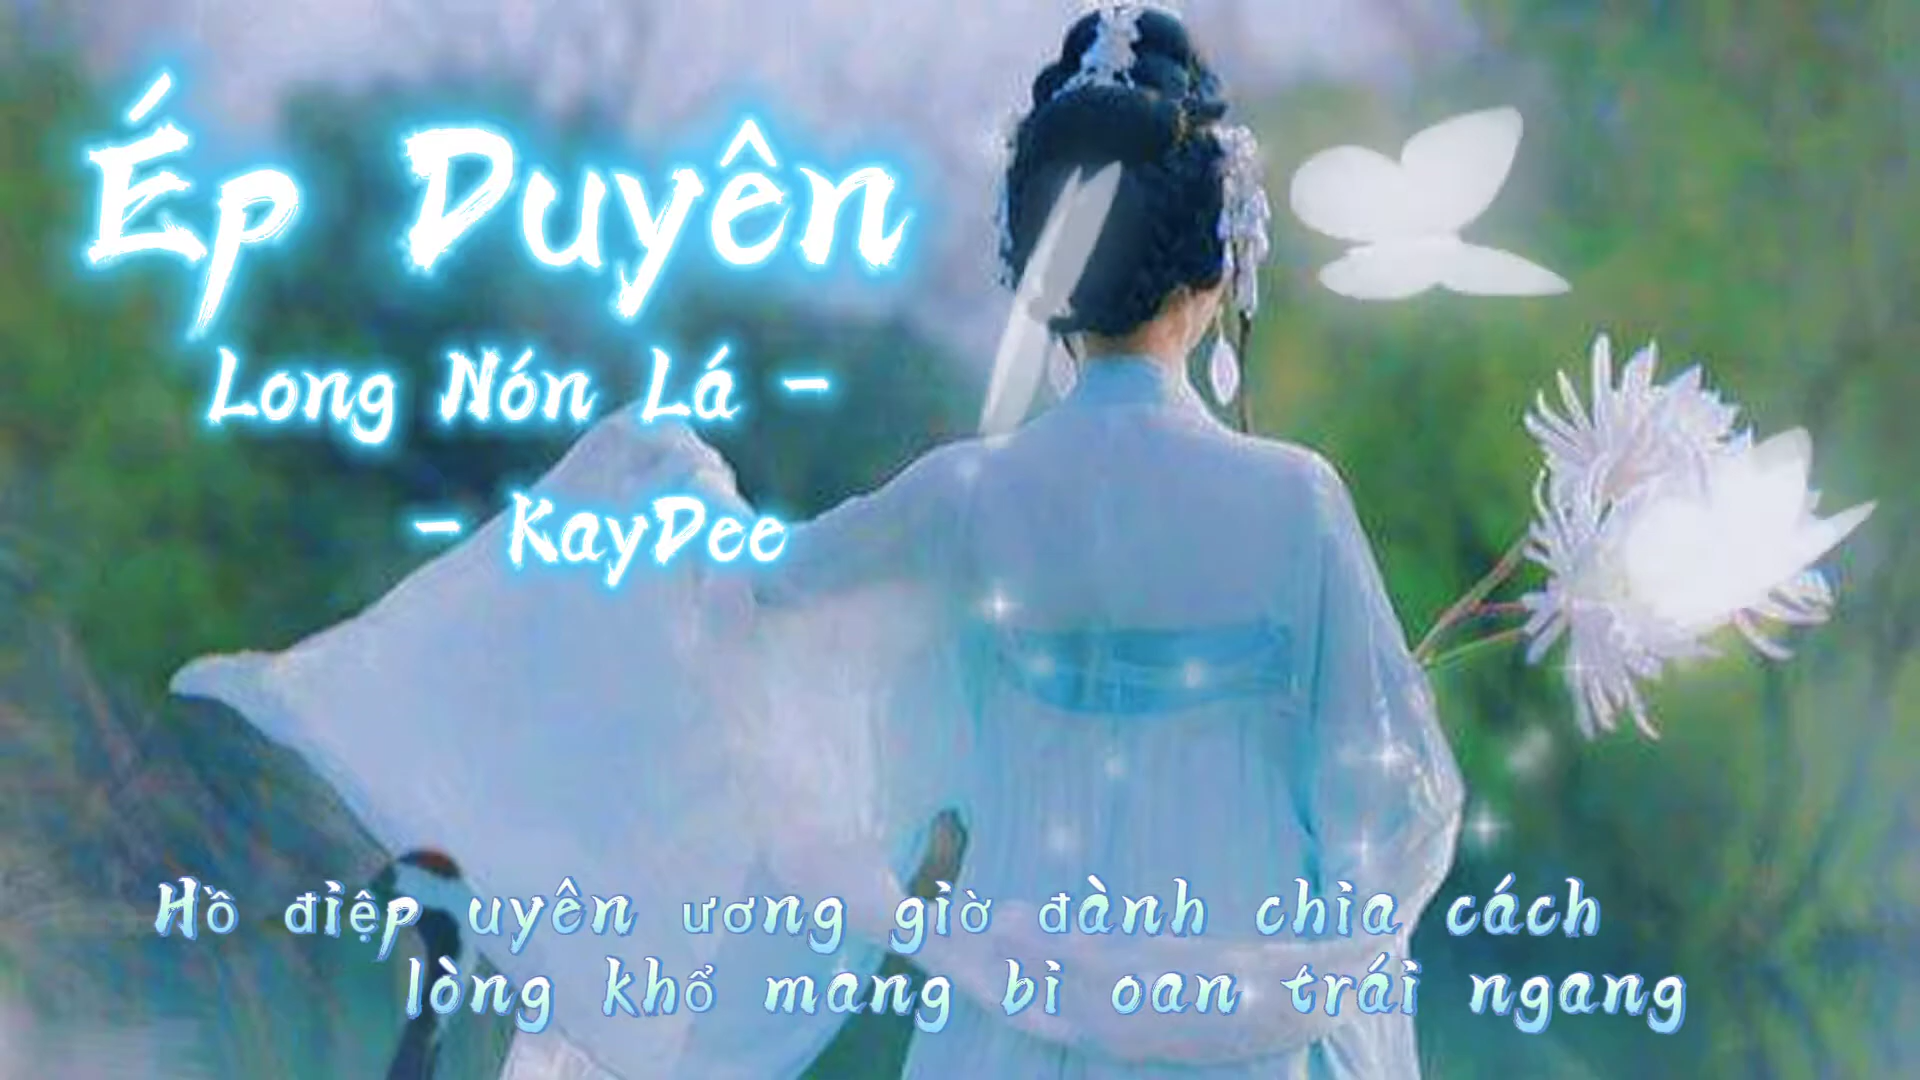 Ép Duyên
Long Nón Lá -
- KayDee
Hồ điệp uyên ương giờ đành chia cách
lòng khổ mang bi oan trái ngang